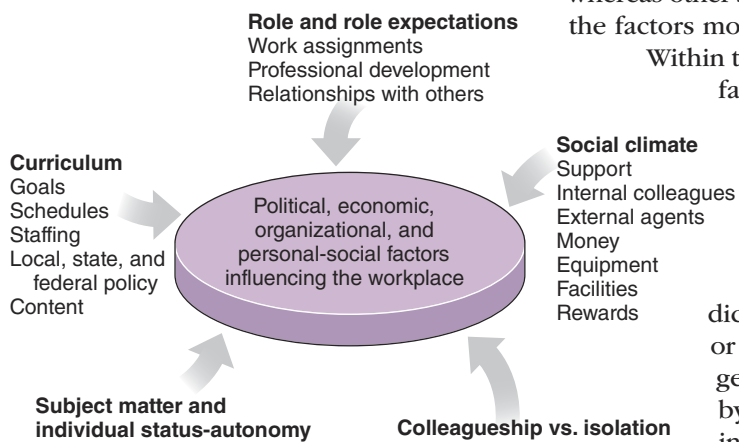 Role and role expectations
Work assignments
Professional development
Relationships with others
Curriculum
Goals
Schedules
Staffing
Local, state, and
federal policy
Content
Political, economic,
organizational, and
personal-social factors
influencing the workplace
Social climate
Support
Internal colleagues
External agents
Money
Equipment
Facilities
Rewards
Subject matter and
individual status-autonomy
Colleagueship vs. isolation
whereas other
the factors mo
Within t
fa
dic
or
ge
by